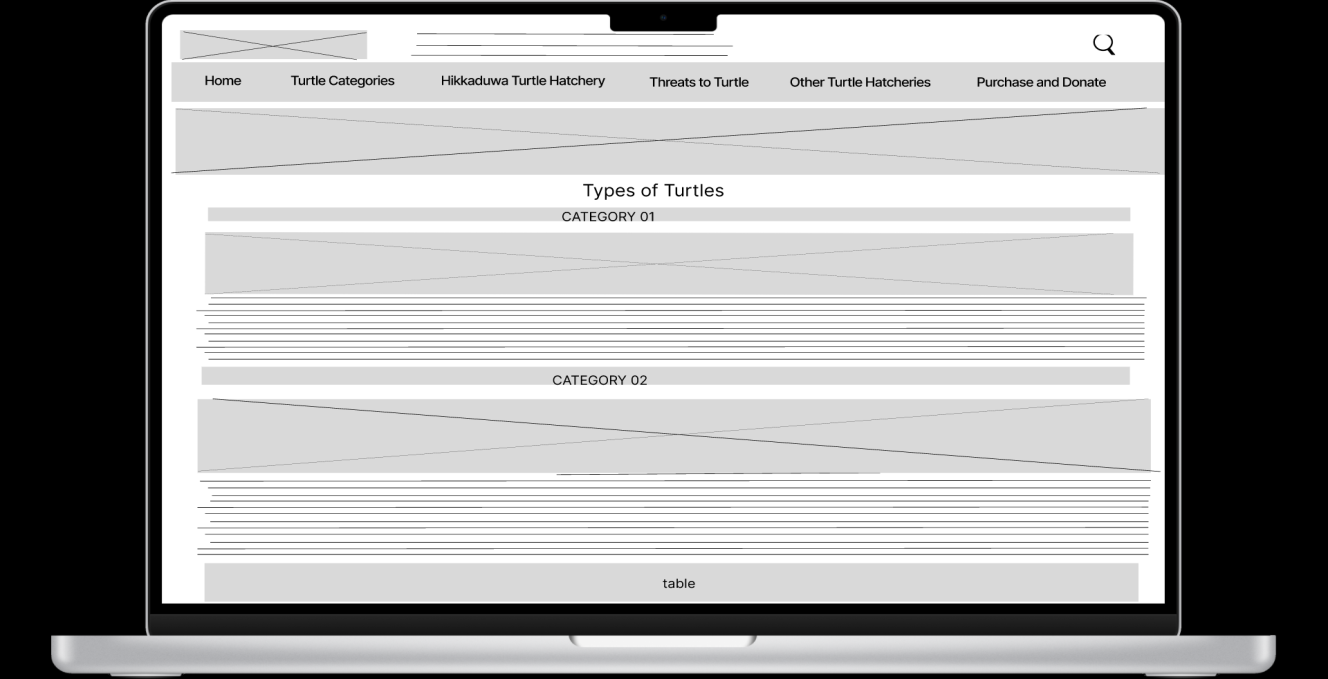 Home Turtle Categories Hikkaduwa Turtle Hatchery Threats to Turtle Other Turtle Hatcheries Purchase and Donate
Types of Turtles
CATEGORY 01
CATEGORY 02
table